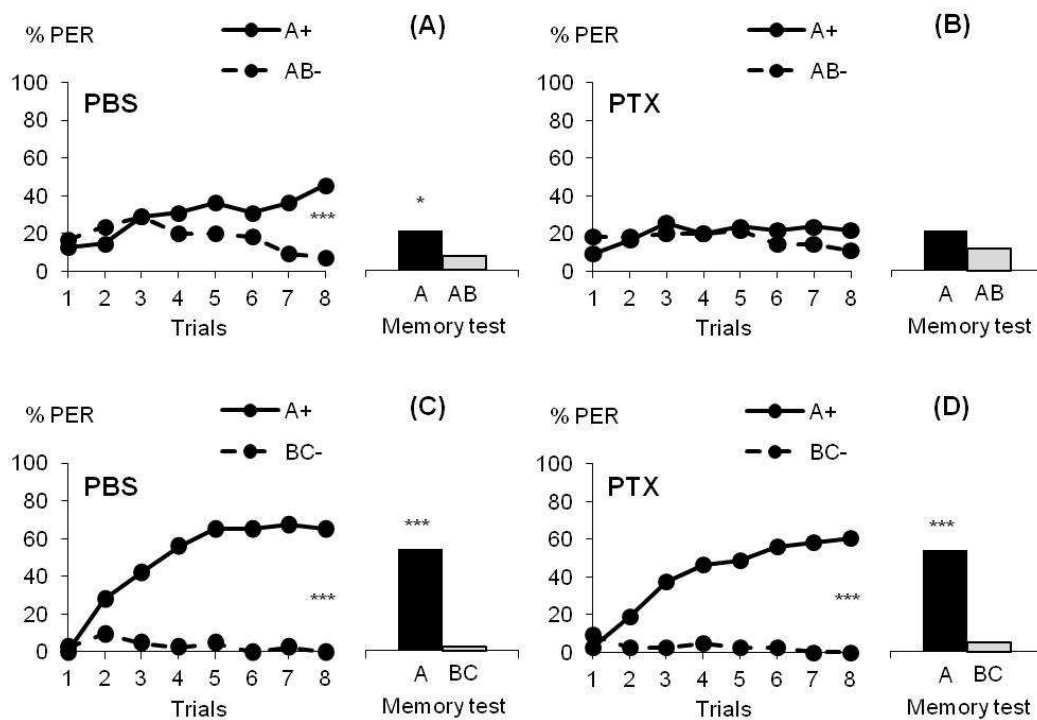 (A)
% PER
A+
AB-
PBS
100
80
60
40
20
0
***
*
1 2 3 4 5 6 7 8
Trials
A AB
Memory test
(B)
% PER
A+
AB-
PTX
100
80
60
40
20
0
1 2 3 4 5 6 7 8
Trials
A AB
Memory test
(C)
% PER
A+
BC-
PBS
100
80
60
40
20
0
***
***
1 2 3 4 5 6 7 8
Trials
A BC
Memory test
(D)
% PER
A+
BC-
PTX
100
80
60
40
20
0
***
***
1 2 3 4 5 6 7 8
Trials
A BC
Memory test